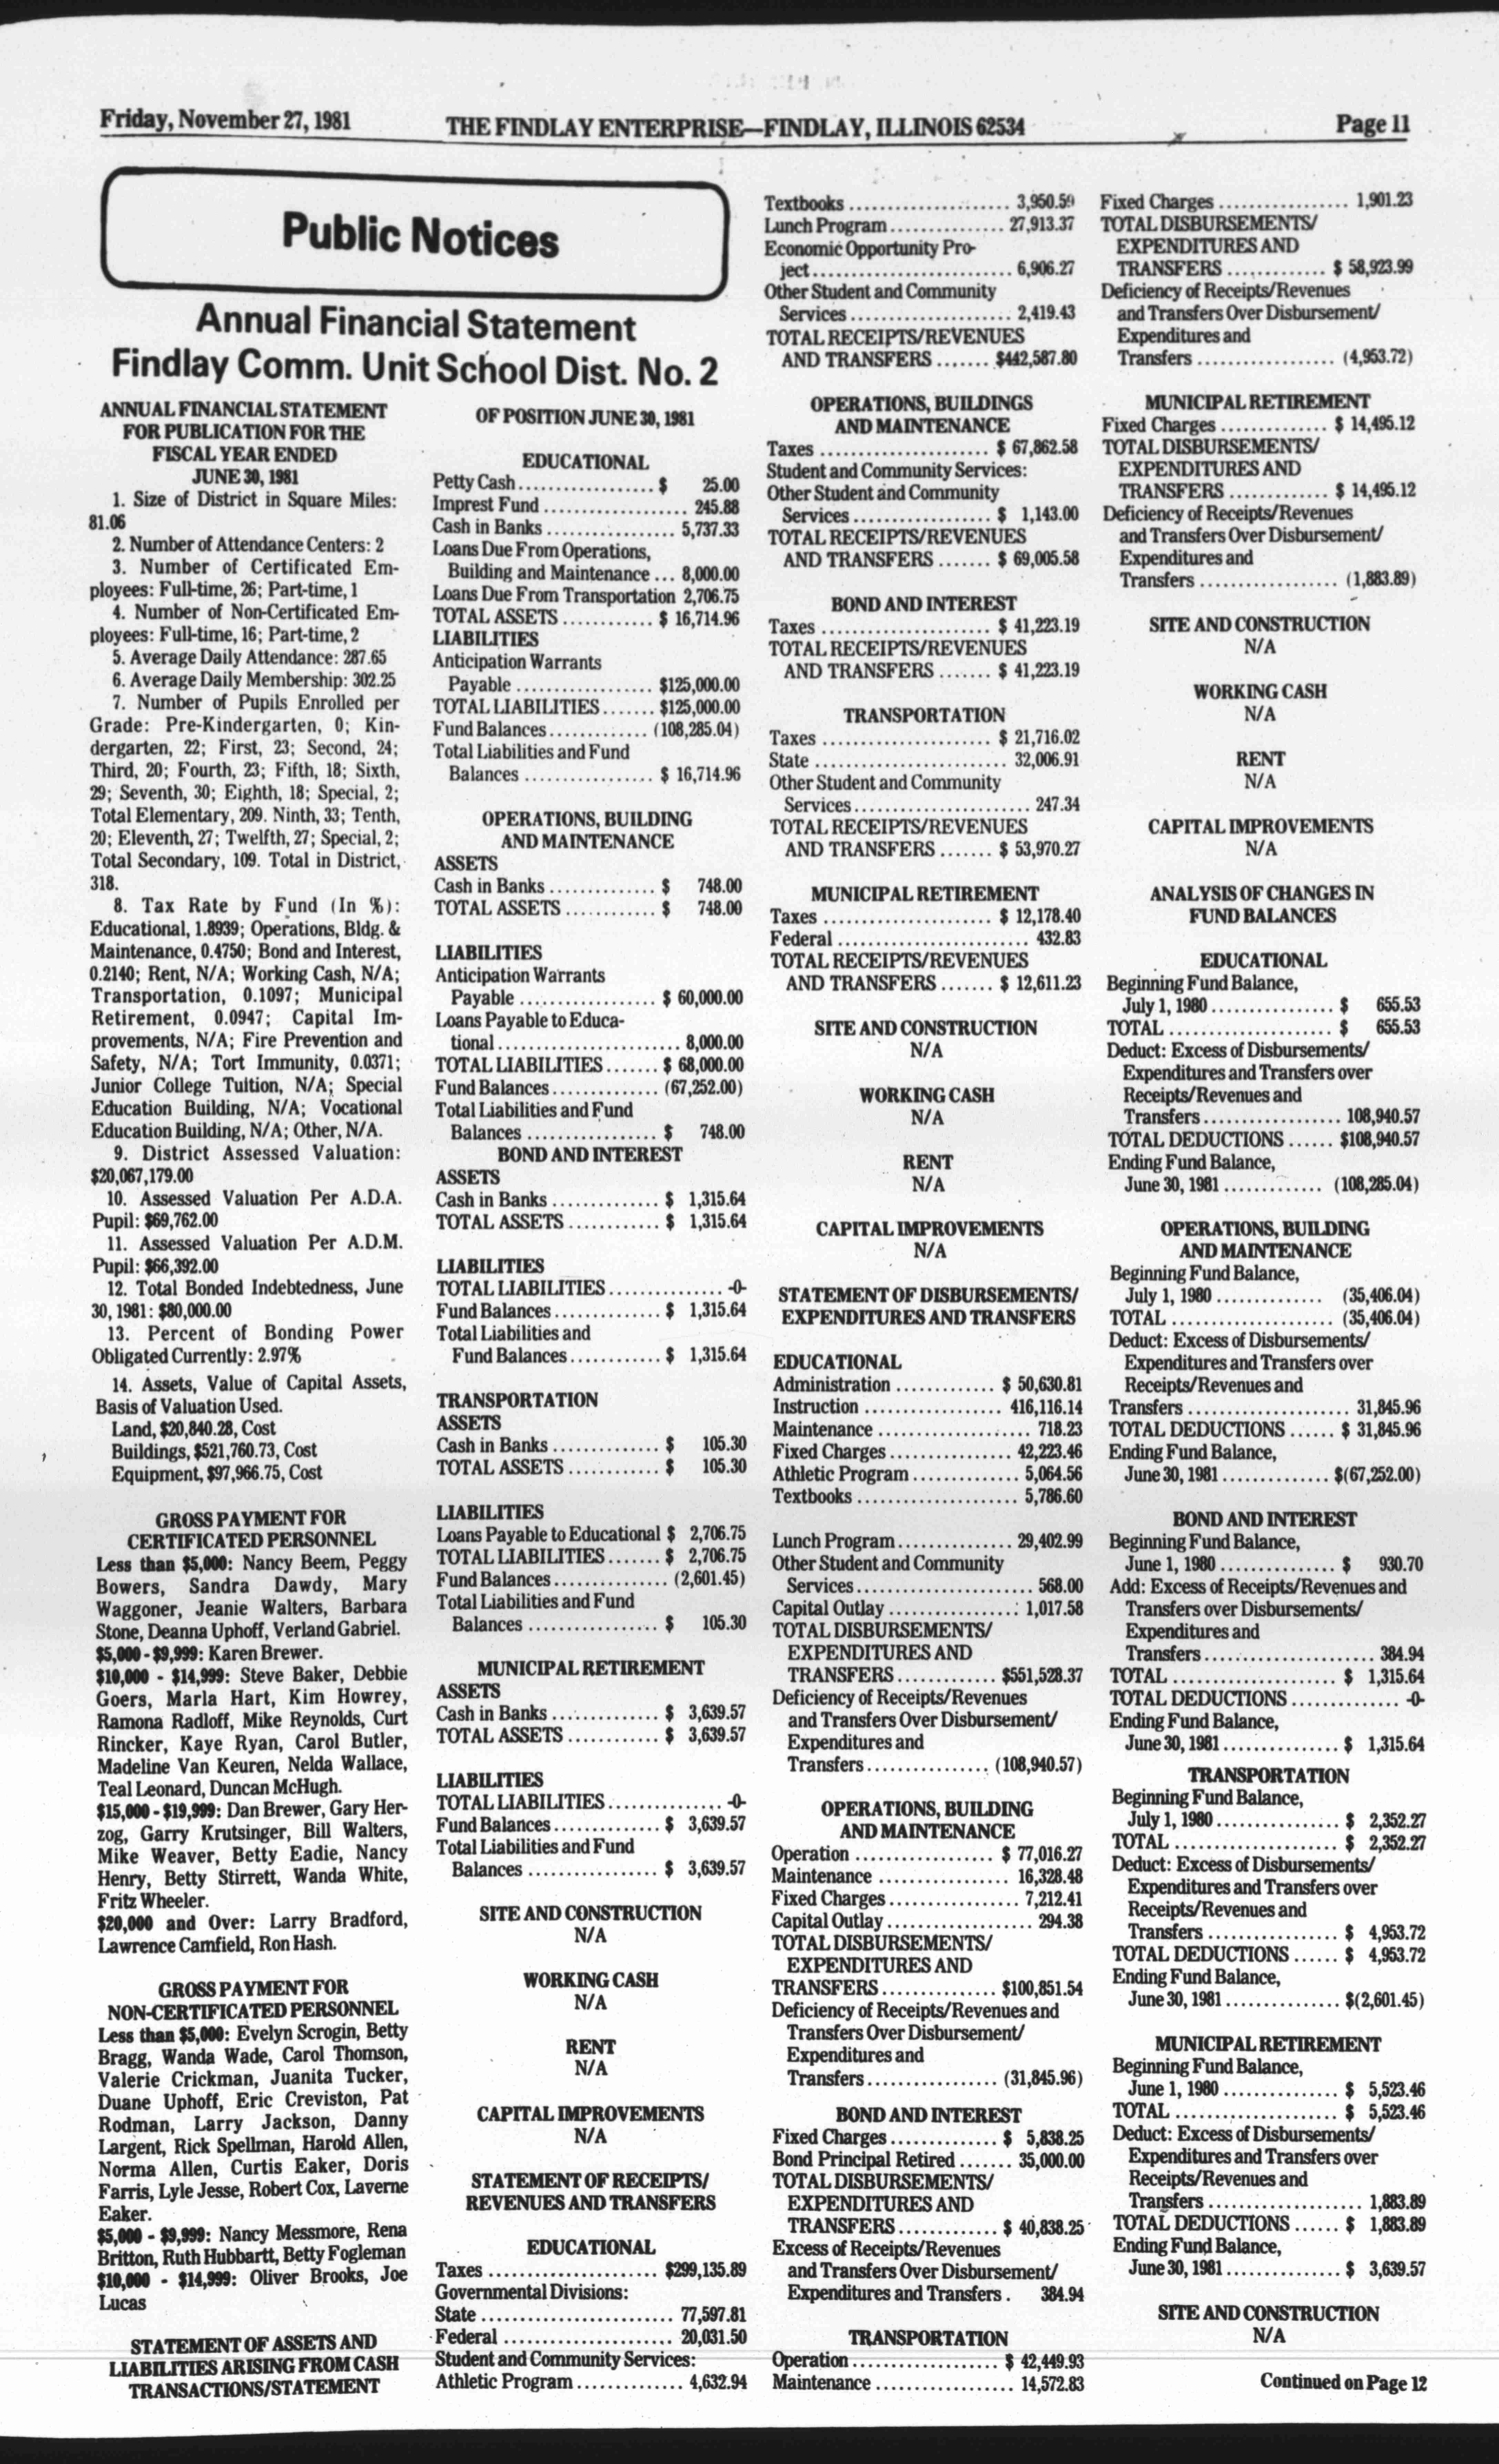 Friday, November 27, 1981
THE FINDLAY ENTERPRISE—FINDLAY, ILLINOIS 62534
Page 11
Public Notices
Annual Financial Statement
Findlay Comm. Unit School Dist. No. 2
ANNUAL FINANCIAL STATEMENT
FOR PUBLICATION FOR THE
FISCAL YEAR ENDED
JUNE 30, 1981
1. Size of District in Square Miles:
81.06
2. Number of Attendance Centers: 2
3. Number of Certificated Em-
ployees: Full-time, 26; Part-time, 1
4. Number of Non-Certificated Em-
ployees: Full-time, 16; Part-time, 2
5. Average Daily Attendance: 287.65
6. Average Daily Membership: 302.25
7. Number of Pupils Enrolled per
Grade: Pre-Kindergarten, 0; Kin-
dergarten, 22; First, 23; Second, 24;
Third, 20; Fourth, 23; Fifth, 18; Sixth,
29; Seventh, 30; Eighth, 18; Special, 2;
Total Elementary, 209. Ninth, 33; Tenth,
20; Eleventh, 27; Twelfth, 27; Special, 2;
Total Secondary, 109. Total in District,
318.
8. Tax Rate by Fund (In %):
Educational, 1.8939; Operations, Bldg. &
Maintenance, 0.4750; Bond and Interest,
0.2140; Rent, N/A; Working Cash, N/A;
Transportation, 0.1097; Municipal
Retirement, 0.0947; Capital Im-
provements, N/A; Fire Prevention and
Safety, N/A; Tort Immunity, 0.0371;
Junior College Tuition, N/A; Special
Education Building, N/A; Vocational
Education Building, N/A; Other, N/A.
9. District Assessed Valuation:
$20,067,179.00
10. Assessed Valuation Per A.D.A.
Pupil: $69,762.00
11. Assessed Valuation Per A.D.M.
Pupil: $66,392.00
12. Total Bonded Indebtedness, June
30, 1981: $80,000.00
13. Percent of Bonding Power
Obligated Currently: 2.97%
14. Assets, Value of Capital Assets,
Basis of Valuation Used.
Land, $20,840.28, Cost
Buildings, $521,760.73, Cost
Equipment, $97,966.75, Cost
GROSS PAYMENT FOR
CERTIFICATED PERSONNEL
Less than $5,000: Nancy Beem, Peggy
Bowers, Sandra Dawdy, Mary
Waggoner, Jeanie Walters, Barbara
Stone, Deanna Uphoff, Verland Gabriel.
$5,000 - $9,999: Karen Brewer.
$10,000 - $14,999: Steve Baker, Debbie
Goers, Marla Hart, Kim Howrey,
Ramona Radloff, Mike Reynolds, Curt
Rincker, Kaye Ryan, Carol Butler,
Madeline Van Keuren, Nelda Wallace,
Teal Leonard, Duncan McHugh.
$15,000 - $19,999: Dan Brewer, Gary Her-
zog, Garry Krutsinger, Bill Walters,
Mike Weaver, Betty Eadie, Nancy
Henry, Betty Stirrett, Wanda White,
Fritz Wheeler.
$20,000 and Over: Larry Bradford,
Lawrence Camfield, Ron Hash.
GROSS PAYMENT FOR
NON-CERTIFICATED PERSONNEL
Less than $5,000: Evelyn Scrogin, Betty
Bragg, Wanda Wade, Carol Thomson,
Valerie Crickman, Juanita Tucker,
Duane Uphoff, Eric Creviston, Pat
Rodman, Larry Jackson, Danny
Largent, Rick Spellman, Harold Allen,
Norma Allen, Curtis Eaker, Doris
Farris, Lyle Jesse, Robert Cox, Laverne
Eaker.
$5,000 - $9,999: Nancy Messmore, Rena
Britton, Ruth Hubbartt, Betty Fogleman
$10,000 - $14,999: Oliver Brooks, Joe
Lucas
STATEMENT OF ASSETS AND
LIABILITIES ARISING FROM CASH
TRANSACTIONS/STATEMENT
OF POSITION JUNE 30, 1981
EDUCATIONAL
Petty Cash ................ $ 25.00
Imprest Fund .................. 245.88
Cash in Banks ................ 5,737.33
Loans Due From Operations,
Building and Maintenance ... 8,000.00
Loans Due From Transportation 2,706.75
TOTAL ASSETS ............ $ 16,714.96
LIABILITIES
Anticipation Warrants
Payable ................. $125,000.00
TOTAL LIABILITIES ....... $125,000.00
Fund Balances ............. (108,285.04)
Total Liabilities and Fund
Balances ................ $ 16,714.96
OPERATIONS, BUILDING
AND MAINTENANCE
ASSETS
Cash in Banks .............. $ 748.00
TOTAL ASSETS ............ $ 748.00
LIABILITIES
Anticipation Warrants
Payable ................. $ 60,000.00
Loans Payable to Educa-
tional ....................... 8,000.00
TOTAL LIABILITIES ....... $ 68,000.00
Fund Balances .............. (67,252.00)
Total Liabilities and Fund
Balances ................. $ 748.00
BOND AND INTEREST
ASSETS
Cash in Banks .............. $ 1,315.64
TOTAL ASSETS ............ $ 1,315.64
LIABILITIES
TOTAL LIABILITIES ............... -0-
Fund Balances .............. $ 1,315.64
Total Liabilities and
Fund Balances ............ $ 1,315.64
TRANSPORTATION
ASSETS
Cash in Banks .............. $ 105.30
TOTAL ASSETS ............ $ 105.30
LIABILITIES
Loans Payable to Educational $ 2,706.75
TOTAL LIABILITIES ....... $ 2,706.75
Fund Balances ............... (2,601.45)
Total Liabilities and Fund
Balances ................. $ 105.30
MUNICIPAL RETIREMENT
ASSETS
Cash in Banks .............. $ 3,639.57
TOTAL ASSETS ............ $ 3,639.57
LIABILITIES
TOTAL LIABILITIES ............... -0-
Fund Balances .............. $ 3,639.57
Total Liabilities and Fund
Balances ................. $ 3,639.57
SITE AND CONSTRUCTION
N/A
WORKING CASH
N/A
RENT
N/A
CAPITAL IMPROVEMENTS
N/A
STATEMENT OF RECEIPTS/
REVENUES AND TRANSFERS
EDUCATIONAL
Taxes ..................... $299,135.89
Governmental Divisions:
State ......................... 77,597.81
Federal ...................... 20,031.50
Student and Community Services:
Athletic Program .............. 4,632.94
Textbooks ..................... 3,950.59
Lunch Program ............... 27,913.37
Economic Opportunity Pro-
ject .......................... 6,906.27
Other Student and Community
Services ..................... 2,419.43
TOTAL RECEIPTS/REVENUES
AND TRANSFERS ....... $442,587.80
OPERATIONS, BUILDINGS
AND MAINTENANCE
Taxes ...................... $ 67,862.58
Student and Community Services:
Other Student and Community
Services .................. $ 1,143.00
TOTAL RECEIPTS/REVENUES
AND TRANSFERS ....... $ 69,005.58
BOND AND INTEREST
Taxes ...................... $ 41,223.19
TOTAL RECEIPTS/REVENUES
AND TRANSFERS ....... $ 41,223.19
TRANSPORTATION
Taxes ...................... $ 21,716.02
State ......................... 32,006.91
Other Student and Community
Services ....................... 247.34
TOTAL RECEIPTS/REVENUES
AND TRANSFERS ....... $ 53,970.27
MUNICIPAL RETIREMENT
Taxes ...................... $ 12,178.40
Federal ......................... 432.83
TOTAL RECEIPTS/REVENUES
AND TRANSFERS ....... $ 12,611.23
SITE AND CONSTRUCTION
N/A
WORKING CASH
N/A
RENT
N/A
CAPITAL IMPROVEMENTS
N/A
STATEMENT OF DISBURSEMENTS/
EXPENDITURES AND TRANSFERS
EDUCATIONAL
Administration ............. $ 50,630.81
Instruction .................. 416,116.14
Maintenance .................... 718.23
Fixed Charges ................ 42,223.46
Athletic Program .............. 5,064.56
Textbooks ..................... 5,786.60
Lunch Program ............... 29,402.99
Other Student and Community
Services ....................... 568.00
Capital Outlay ................. 1,017.58
TOTAL DISBURSEMENTS/
EXPENDITURES AND
TRANSFERS ............. $551,528.37
Deficiency of Receipts/Revenues
and Transfers Over Disbursement/
Expenditures and
Transfers ................ (108,940.57)
OPERATIONS, BUILDING
AND MAINTENANCE
Operation .................. $ 77,016.27
Maintenance ................. 16,328.48
Fixed Charges ................. 7,212.41
Capital Outlay ................... 294.38
TOTAL DISBURSEMENTS/
EXPENDITURES AND
TRANSFERS ............... $100,851.54
Deficiency of Receipts/Revenues and
Transfers Over Disbursement/
Expenditures and
Transfers ................. (31,845.96)
BOND AND INTEREST
Fixed Charges .............. $ 5,838.25
Bond Principal Retired ....... 35,000.00
TOTAL DISBURSEMENTS/
EXPENDITURES AND
TRANSFERS ............. $ 40,838.25
Excess of Receipts/Revenues
and Transfers Over Disbursement/
Expenditures and Transfers . 384.94
TRANSPORTATION
Operation ................... $ 42,449.93
Maintenance .................. 14,572.83
Fixed Charges ................. 1,901.23
TOTAL DISBURSEMENTS/
EXPENDITURES AND
TRANSFERS ............. $ 58,923.99
Deficiency of Receipts/Revenues
and Transfers Over Disbursement/
Expenditures and
Transfers .................. (4,953.72)
MUNICIPAL RETIREMENT
Fixed Charges .............. $ 14,495.12
TOTAL DISBURSEMENTS/
EXPENDITURES AND
TRANSFERS ............. $ 14,495.12
Deficiency of Receipts/Revenues
and Transfers Over Disbursement/
Expenditures and
Transfers .................. (1,883.89)
SITE AND CONSTRUCTION
N/A
WORKING CASH
N/A
RENT
N/A
CAPITAL IMPROVEMENTS
N/A
ANALYSIS OF CHANGES IN
FUND BALANCES
EDUCATIONAL
Beginning Fund Balance,
July 1, 1980 ................ $ 655.53
TOTAL ..................... $ 655.53
Deduct: Excess of Disbursements/
Expenditures and Transfers over
Receipts/Revenues and
Transfers .................. 108,940.57
TOTAL DEDUCTIONS ...... $108,940.57
Ending Fund Balance,
June 30, 1981 ............. (108,285.04)
OPERATIONS, BUILDING
AND MAINTENANCE
Beginning Fund Balance,
July 1, 1980 .............. (35,406.04)
TOTAL ..................... (35,406.04)
Deduct: Excess of Disbursements/
Expenditures and Transfers over
Receipts/Revenues and
Transfers ..................... 31,845.96
TOTAL DEDUCTIONS ...... $ 31,845.96
Ending Fund Balance,
June 30, 1981 .............. $(67,252.00)
BOND AND INTEREST
Beginning Fund Balance,
June 1, 1980 ............... $ 930.70
Add: Excess of Receipts/Revenues and
Transfers over Disbursements/
Expenditures and
Transfers ...................... 384.94
TOTAL ..................... $ 1,315.64
TOTAL DEDUCTIONS .............. -0-
Ending Fund Balance,
June 30, 1981 ............... $ 1,315.64
TRANSPORTATION
Beginning Fund Balance,
July 1, 1980 ................ $ 2,352.27
TOTAL ..................... $ 2,352.27
Deduct: Excess of Disbursements/
Expenditures and Transfers over
Receipts/Revenues and
Transfers ................. $ 4,953.72
TOTAL DEDUCTIONS ...... $ 4,953.72
Ending Fund Balance,
June 30, 1981 ............... $(2,601.45)
MUNICIPAL RETIREMENT
Beginning Fund Balance,
June 1, 1980 ............... $ 5,523.46
TOTAL ..................... $ 5,523.46
Deduct: Excess of Disbursements/
Expenditures and Transfers over
Receipts/Revenues and
Transfers .................... 1,883.89
TOTAL DEDUCTIONS ...... $ 1,883.89
Ending Fund Balance,
June 30, 1981 ............... $ 3,639.57
SITE AND CONSTRUCTION
N/A
Continued on Page 12